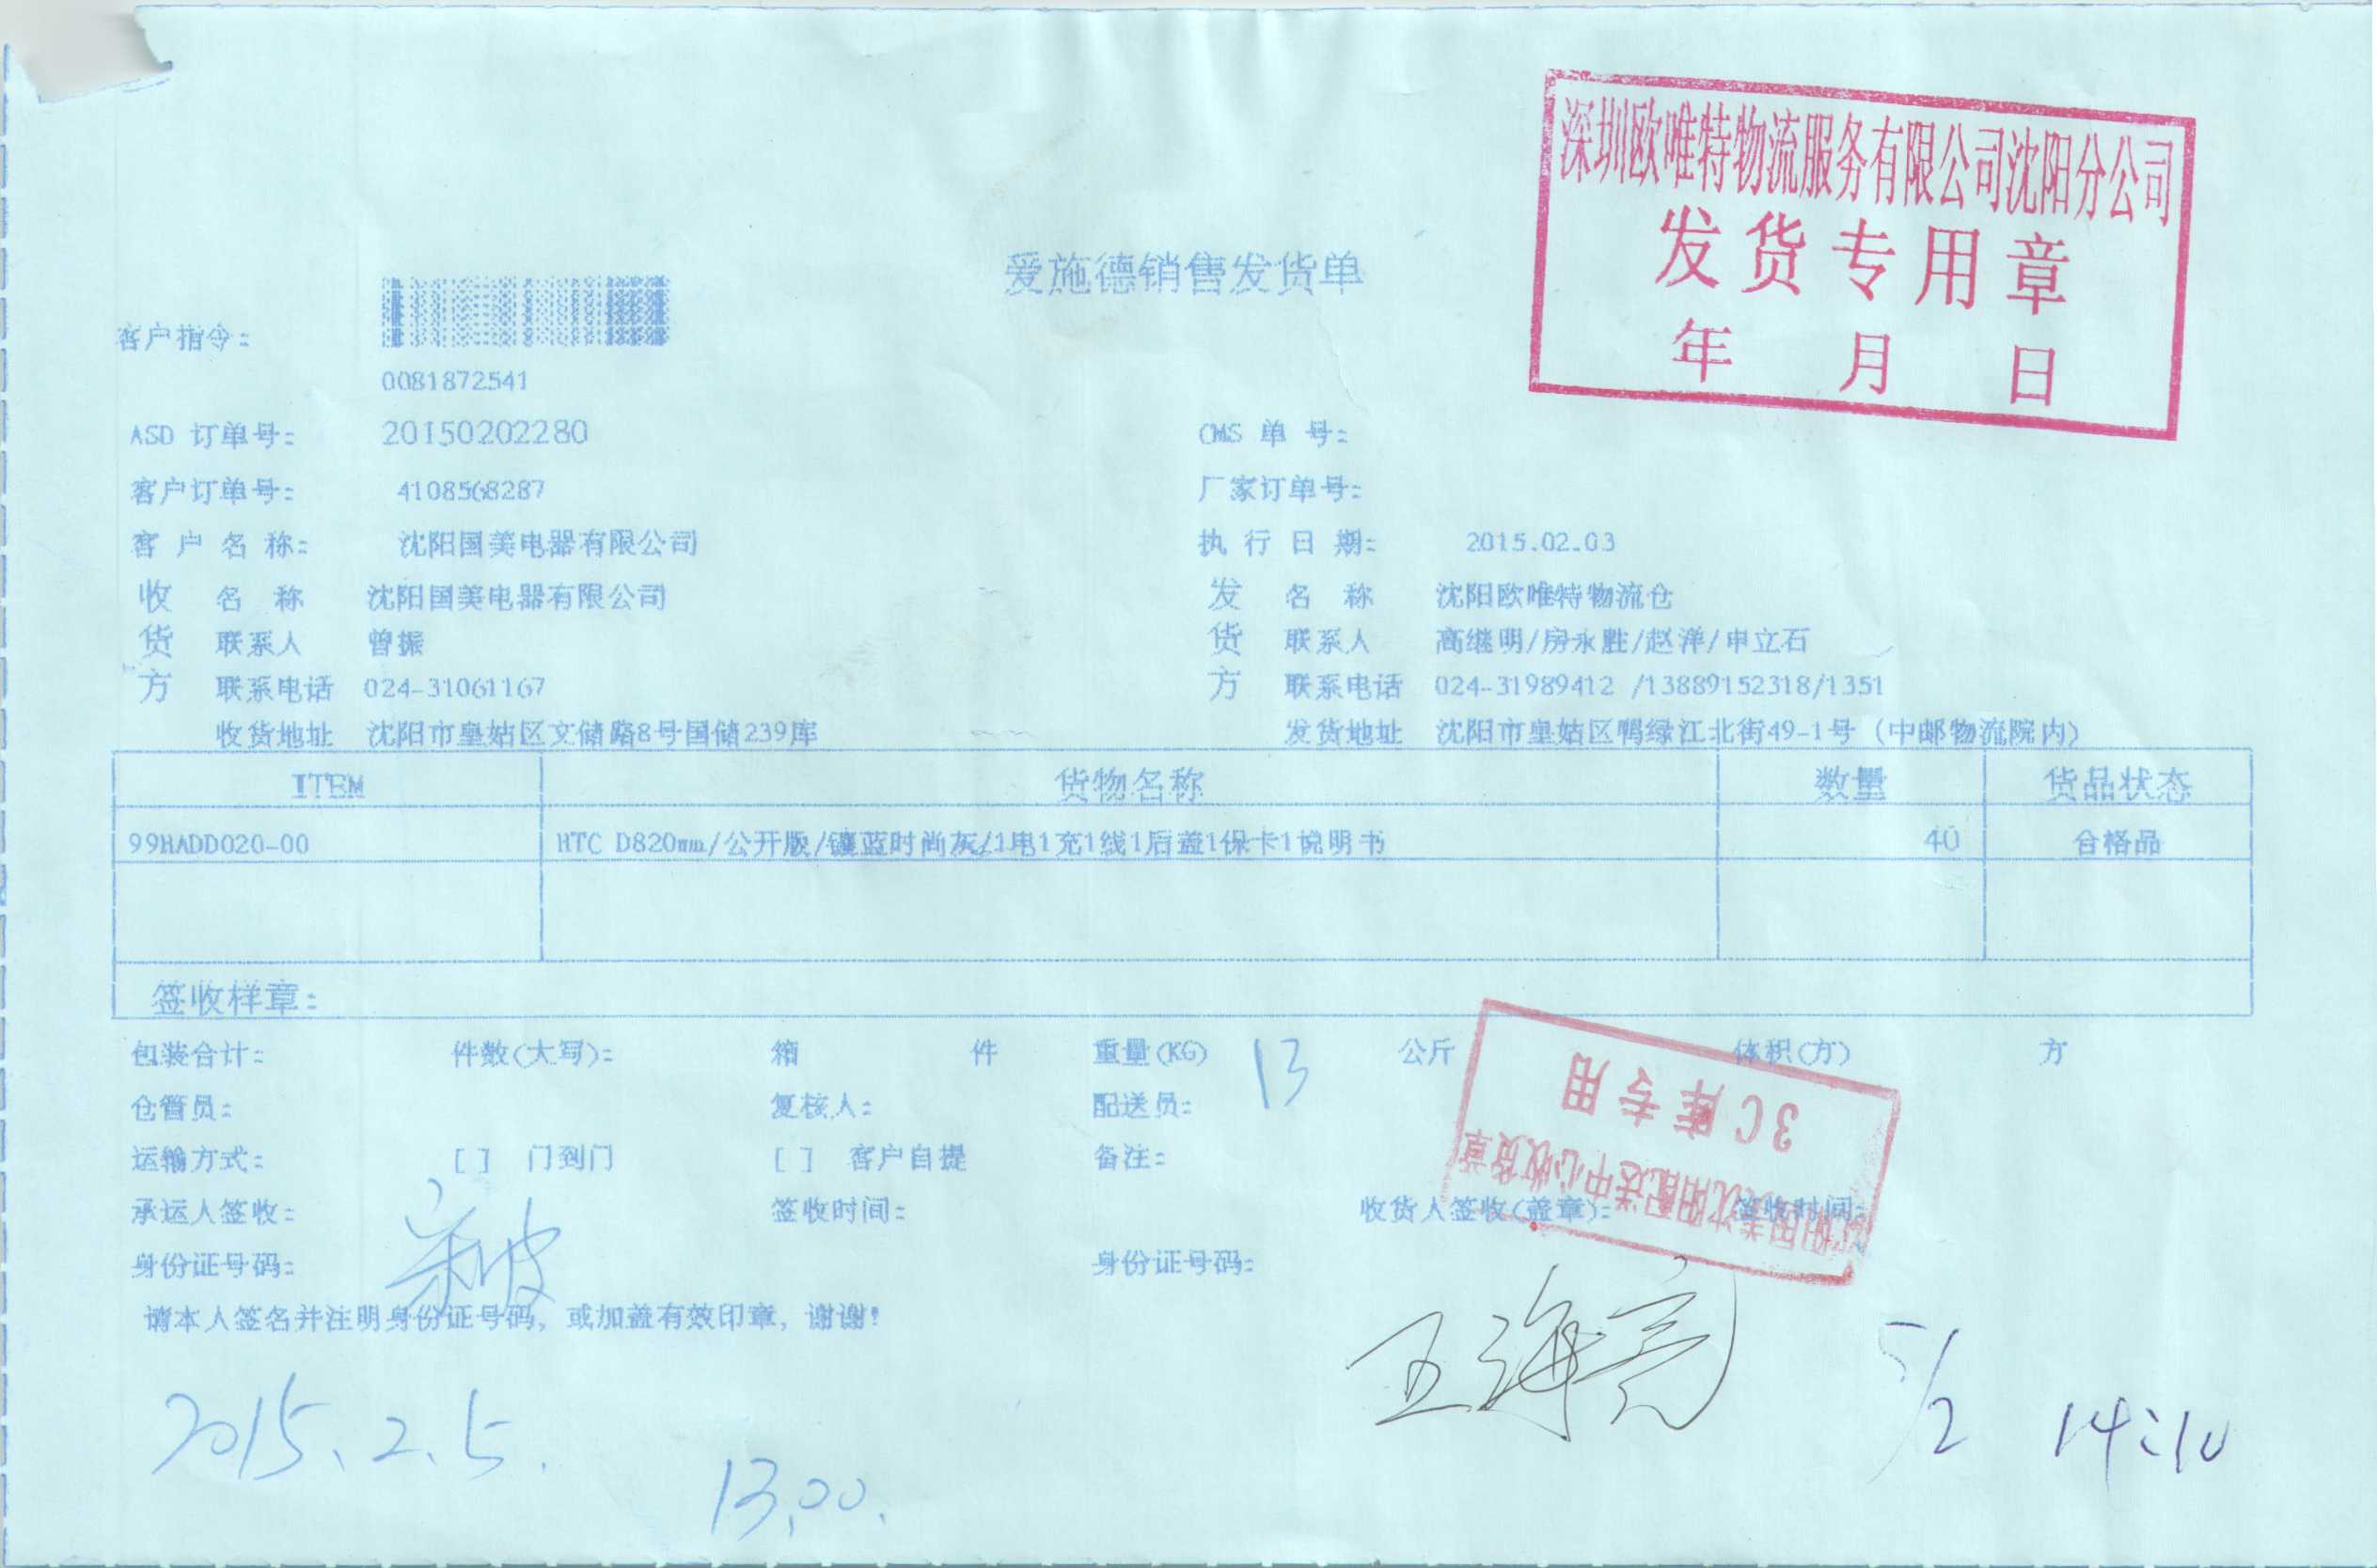 深圳欧唯特物流服务有限公司沈阳分公司
发货专用章
年 月 日
爱施德销售发货单
客户指令:
0081872541
ASD 订单号: 20150202280 CMS 单 号:
客户订单号: 4108568287 厂家订单号:
客 户 名 称: 沈阳国美电器有限公司 执 行 日 期: 2015.02.03
收 名 称 沈阳国美电器有限公司 发 名 称 沈阳欧唯特物流仓
货 联系人 曾振 货 联系人 高继明/房永胜/赵洋/申立石
方 联系电话 024-31061167 方 联系电话 024-31989412 /13889152318/1351
收货地址 沈阳市皇姑区文储路8号国储239库 发货地址 沈阳市皇姑区鸭绿江北街49-1号（中邮物流院内）
ITEM 货物名称 数量 货品状态
99HADD020-00 HTC D820mm/公开版/镶蓝时尚灰/1电1充1线1后盖1保卡1说明书 40 合格品
签收样章:
包装合计: 件数(大写): 箱 件 重量(KG) 13 公斤 体积(方) 方
3C库专用
仓管员: 复核人: 配送员:
运输方式: [ ] 门到门 [ ] 客户自提 备注:
沈阳配送中心收货章
承运人签收: 签收时间: 收货人签收(盖章): 签收时间:
身份证号码: 身份证号码:
请本人签名并注明身份证号码，或加盖有效印章，谢谢!
2015.2.5. 5/2 14:10
13,00.